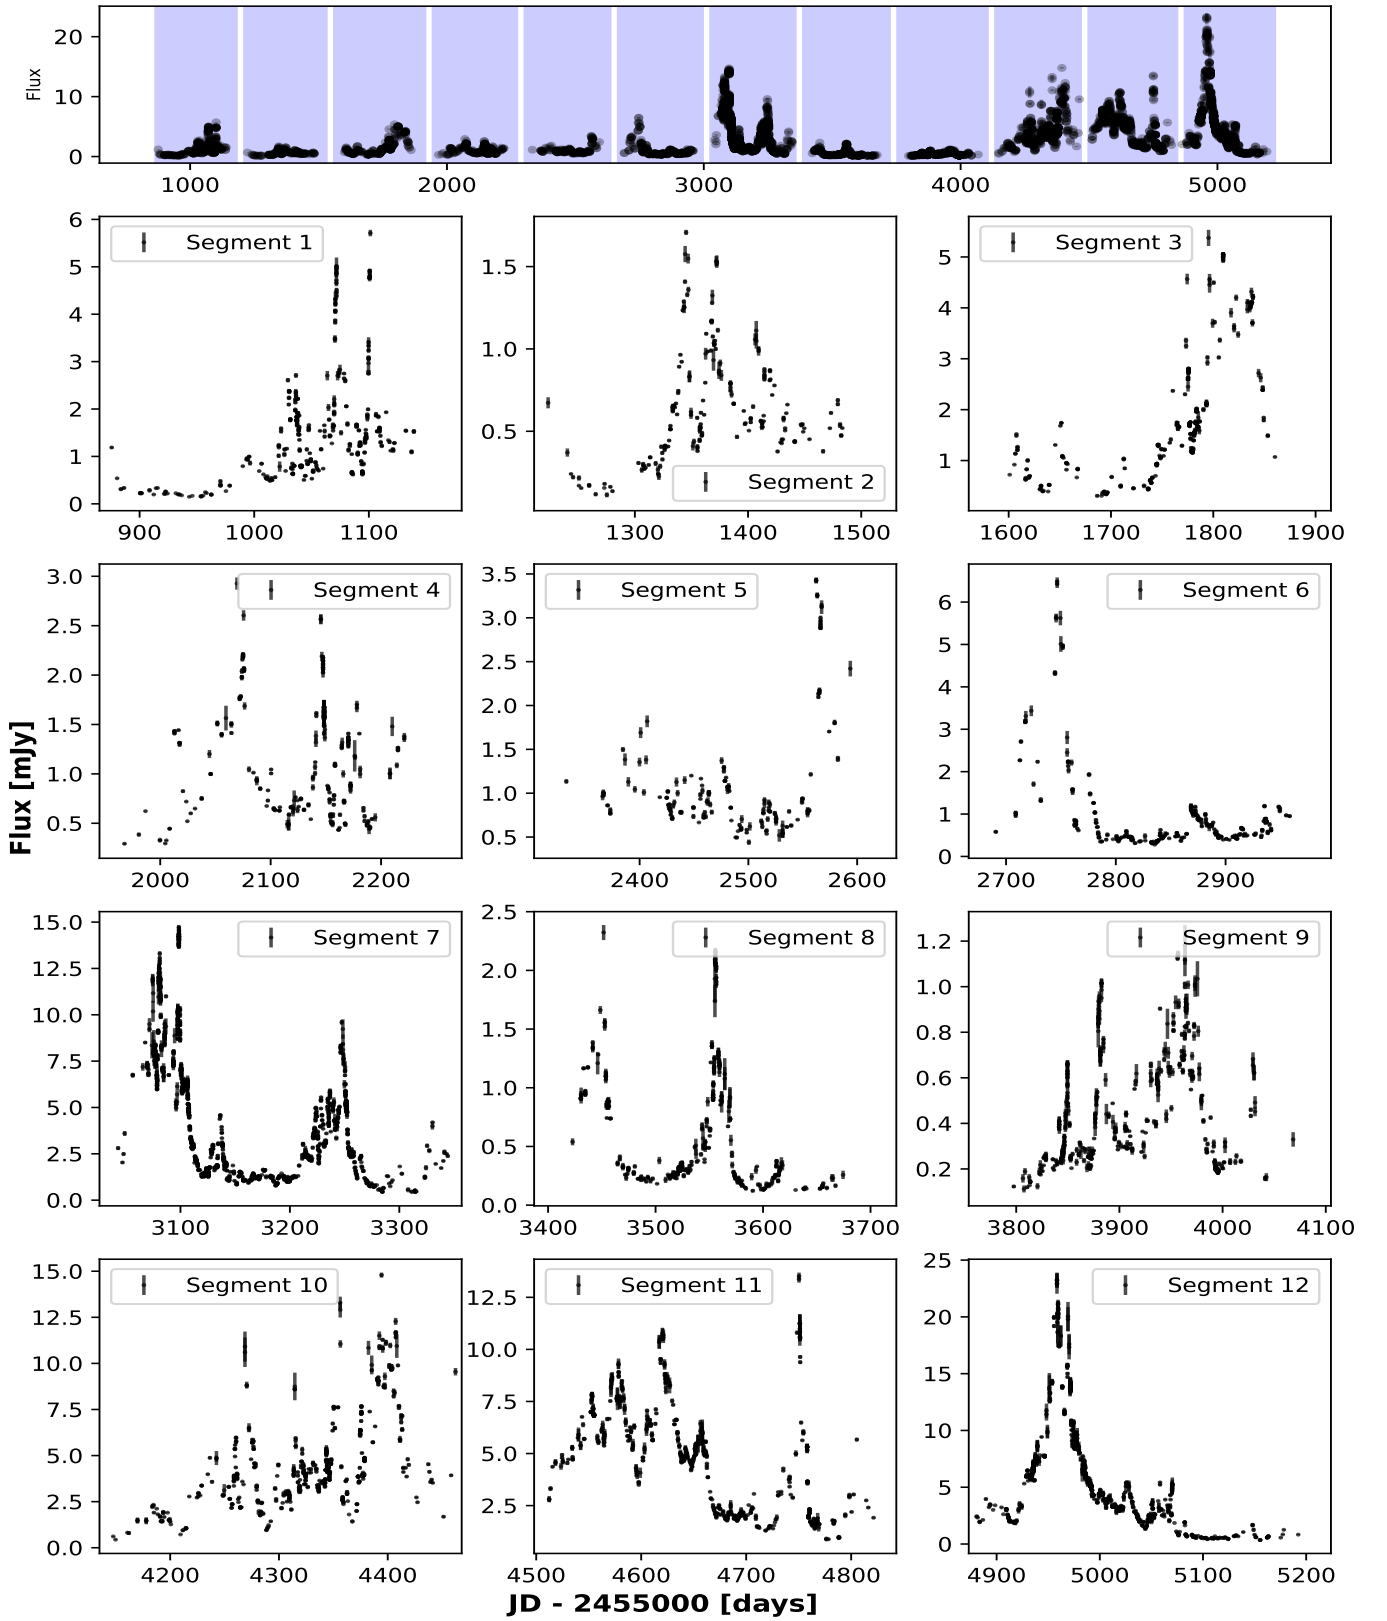 Flux
20
10
0
1000 2000 3000 4000 5000
Flux [mJy]
6
5
4
3
2
1
0
Segment 1
900 1000 1100
1.5
1.0
0.5
Segment 2
1300 1400 1500
5
4
3
2
1
Segment 3
1600 1700 1800 1900
3.0
2.5
2.0
1.5
1.0
0.5
Segment 4
2000 2100 2200
3.5
3.0
2.5
2.0
1.5
1.0
0.5
Segment 5
2400 2500 2600
6
5
4
3
2
1
0
Segment 6
2700 2800 2900
15.0
12.5
10.0
7.5
5.0
2.5
0.0
Segment 7
3100 3200 3300
2.5
2.0
1.5
1.0
0.5
0.0
Segment 8
3400 3500 3600 3700
1.2
1.0
0.8
0.6
0.4
0.2
Segment 9
3800 3900 4000 4100
15.0
12.5
10.0
7.5
5.0
2.5
0.0
Segment 10
4200 4300 4400
12.5
10.0
7.5
5.0
2.5
Segment 11
4500 4600 4700 4800
25
20
15
10
5
0
Segment 12
4900 5000 5100 5200
JD - 2455000 [days]